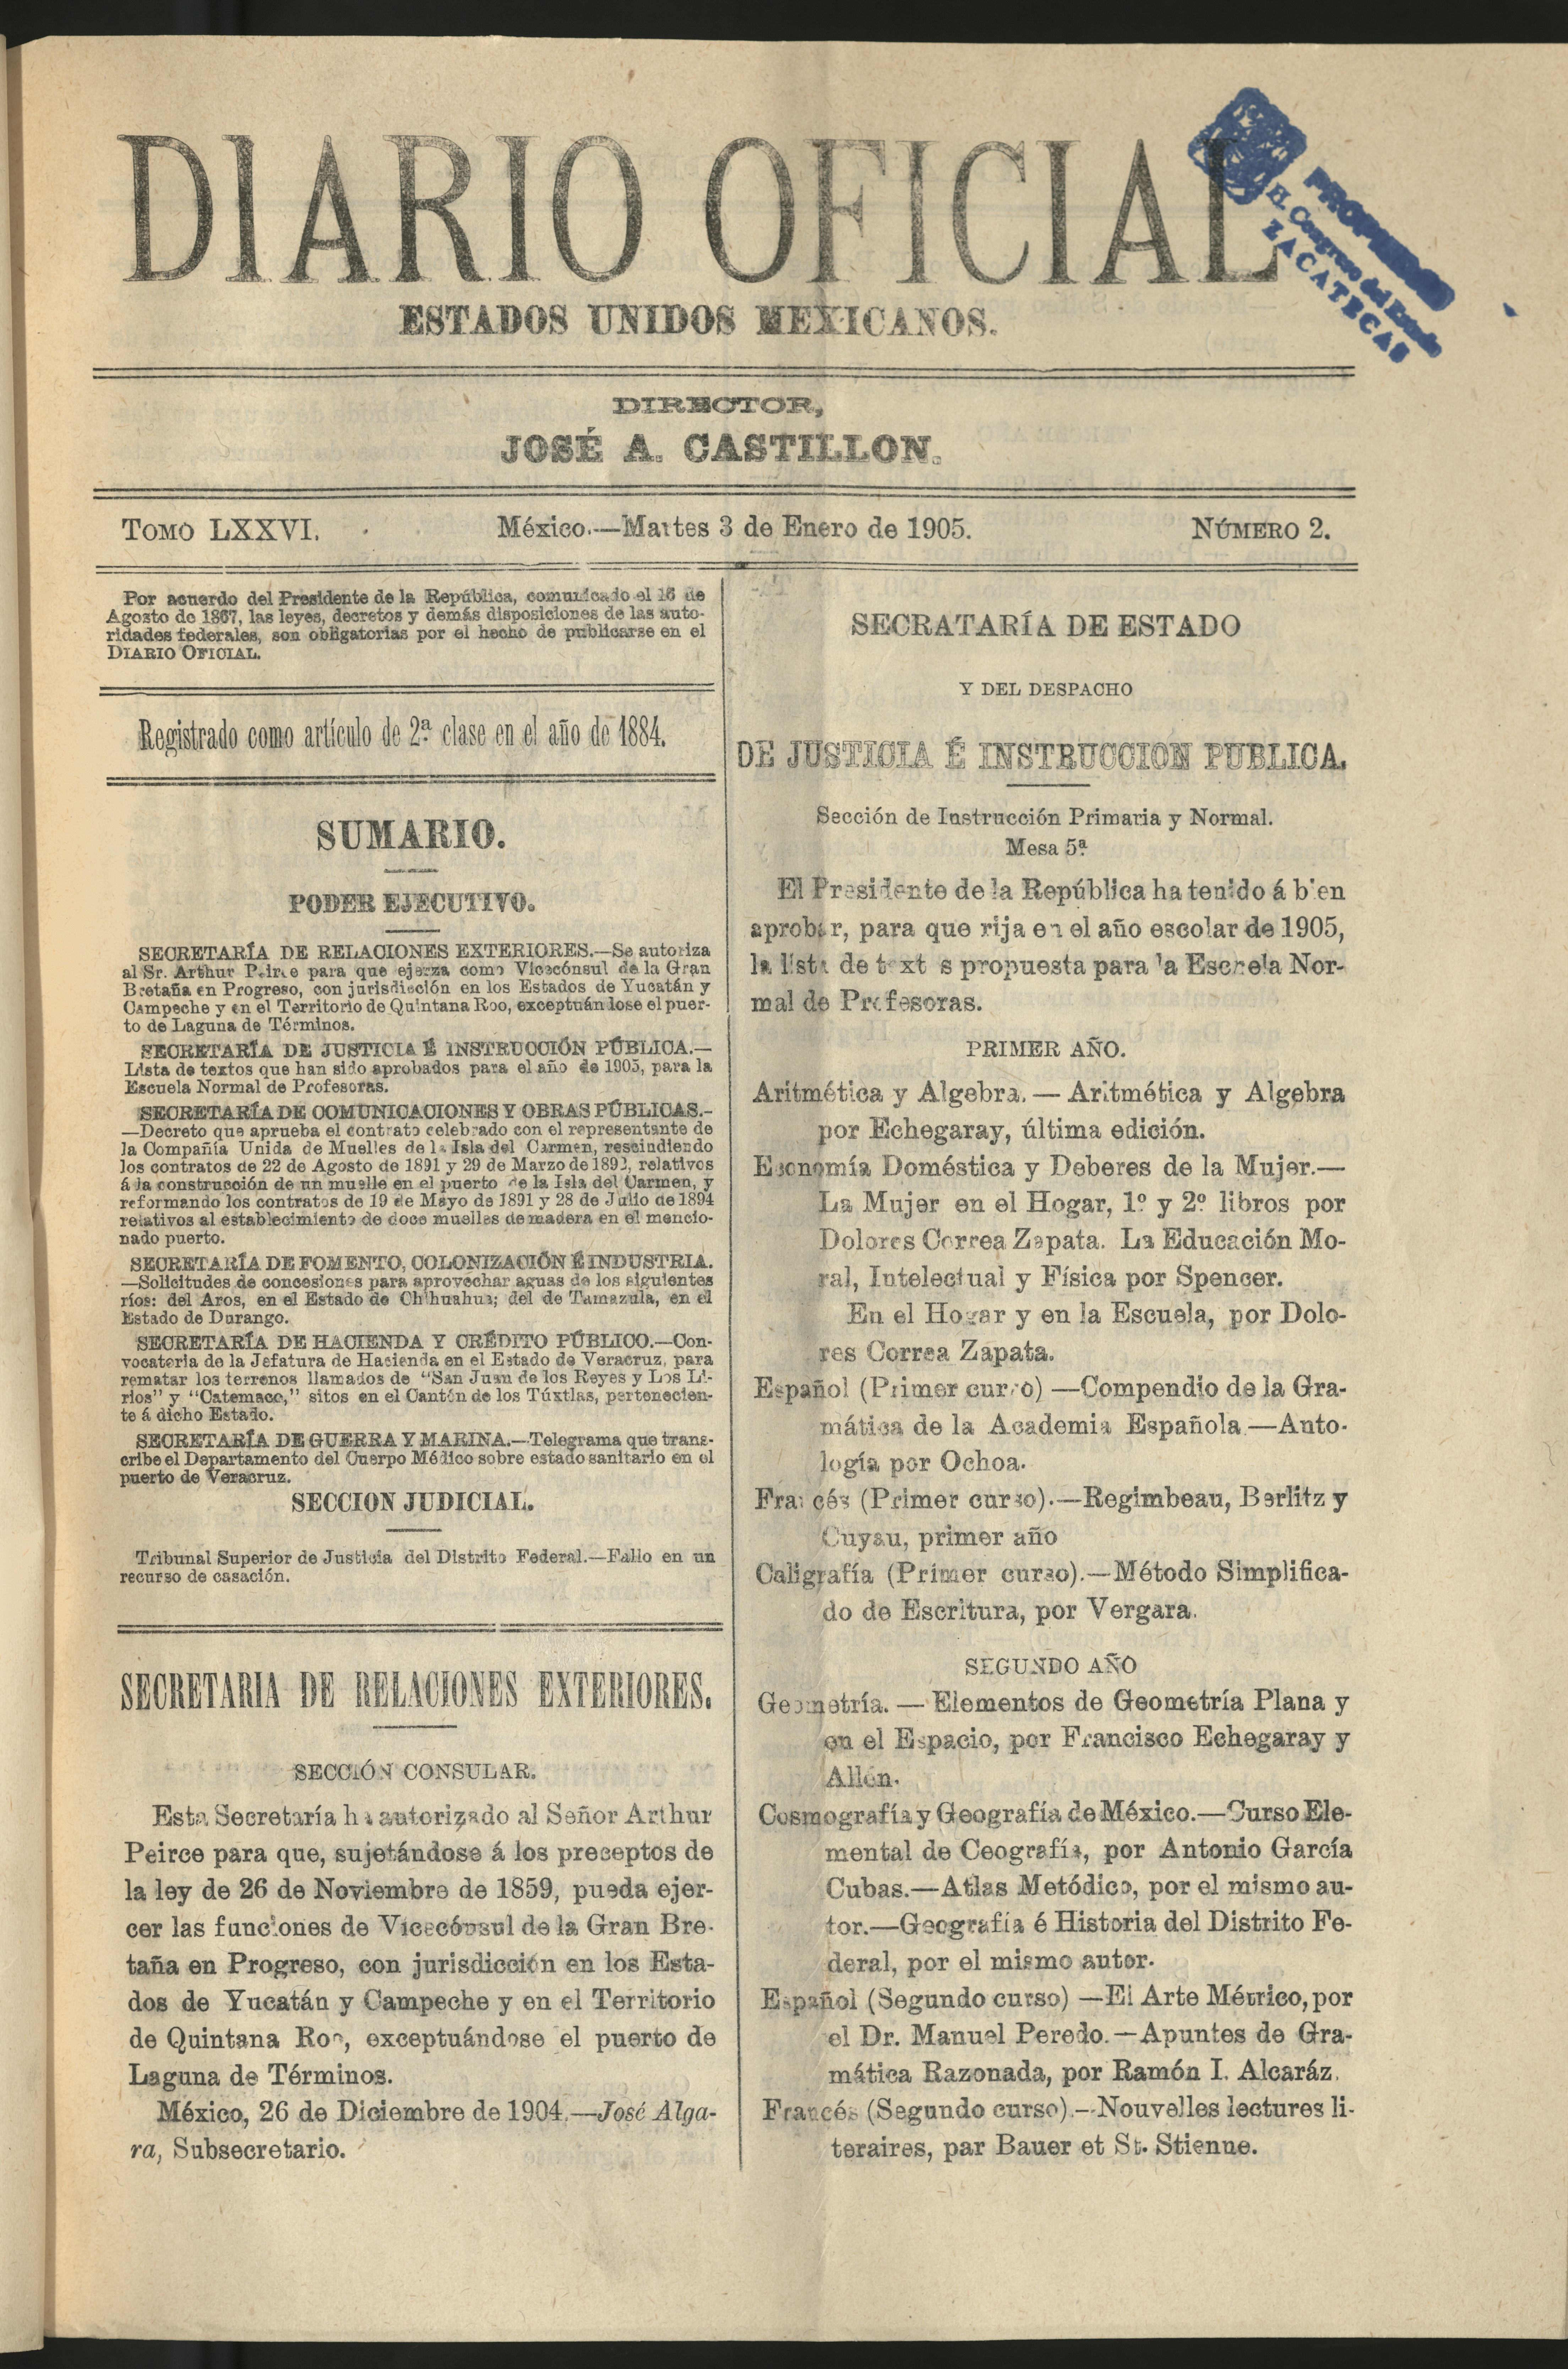 DIARIO OFICIAL
ESTADOS UNIDOS MEXICANOS.
PROPIEDAD
H. Congreso del Estado
ZACATECAS
DIRECTOR,
JOSÉ A. CASTILLON.
TOMO LXXVI.
México.—Martes 3 de Enero de 1905.
NÚMERO 2.
Por acuerdo del Presidente de la República, comunicado el 16 de
Agosto de 1867, las leyes, decretos y demás disposiciones de las auto-
ridades federales, son obligatorias por el hecho de publicarse en el
DIARIO OFICIAL.
Registrado como artículo de 2ª clase en el año de 1884.
SUMARIO.
PODER EJECUTIVO.
SECRETARÍA DE RELACIONES EXTERIORES.—Se autoriza
al Sr. Arthur Peirce para que ejerza como Vicecónsul de la Gran
Bretaña en Progreso, con jurisdicción en los Estados de Yucatán y
Campeche y en el Territorio de Quintana Roo, exceptuándose el puer-
to de Laguna de Términos.
SECRETARÍA DE JUSTICIA É INSTRUCCIÓN PÚBLICA.—
Lista de textos que han sido aprobados para el año de 1905, para la
Escuela Normal de Profesoras.
SECRETARÍA DE COMUNICACIONES Y OBRAS PÚBLICAS.-
—Decreto que aprueba el contrato celebrado con el representante de
la Compañía Unida de Muelles de la Isla del Carmen, rescindiendo
los contratos de 22 de Agosto de 1891 y 29 de Marzo de 1892, relativos
á la construcción de un muelle en el puerto de la Isla del Carmen, y
reformando los contratos de 19 de Mayo de 1891 y 28 de Julio de 1894
relativos al establecimiento de doce muelles de madera en el mencio-
nado puerto.
SECRETARÍA DE FOMENTO, COLONIZACIÓN É INDUSTRIA.
—Solicitudes de concesiones para aprovechar aguas de los siguientes
ríos: del Aros, en el Estado de Chihuahua; del de Tamazula, en el
Estado de Durango.
SECRETARÍA DE HACIENDA Y CRÉDITO PÚBLICO.—Con-
vocatoria de la Jefatura de Hacienda en el Estado de Veracruz, para
rematar los terrenos llamados de "San Juan de los Reyes y Los Li-
rios" y "Catemaco," sitos en el Cantón de los Túxtlas, pertenecien-
te á dicho Estado.
SECRETARÍA DE GUERRA Y MARINA.—Telegrama que trans-
cribe el Departamento del Cuerpo Médico sobre estado sanitario en el
puerto de Veracruz.
SECCION JUDICIAL.
Tribunal Superior de Justicia del Distrito Federal.—Fallo en un
recurso de casación.
SECRETARIA DE RELACIONES EXTERIORES.
SECCIÓN CONSULAR.
Esta Secretaría ha autorizado al Señor Arthur
Peirce para que, sujetándose á los preceptos de
la ley de 26 de Noviembre de 1859, pueda ejer-
cer las funciones de Vicecónsul de la Gran Bre-
taña en Progreso, con jurisdicción en los Esta-
dos de Yucatán y Campeche y en el Territorio
de Quintana Roo, exceptuándose el puerto de
Laguna de Términos.
México, 26 de Diciembre de 1904.—José Alga-
ra, Subsecretario.
SECRATARÍA DE ESTADO
Y DEL DESPACHO
DE JUSTICIA É INSTRUCCION PUBLICA.
Sección de Instrucción Primaria y Normal.
Mesa 5ª
El Presidente de la República ha tenido á bien
aprobar, para que rija en el año escolar de 1905,
la lista de textos propuesta para la Escuela Nor-
mal de Profesoras.
PRIMER AÑO.
Aritmética y Algebra. — Aritmética y Algebra
por Echegaray, última edición.
Economía Doméstica y Deberes de la Mujer.—
La Mujer en el Hogar, 1º y 2º libros por
Dolores Correa Zapata. La Educación Mo-
ral, Intelectual y Física por Spencer.
En el Hogar y en la Escuela, por Dolo-
res Correa Zapata.
Español (Primer curso) —Compendio de la Gra-
mática de la Academia Española.—Auto-
logía por Ochoa.
Francés (Primer curso).—Regimbeau, Berlitz y
Cuyau, primer año
Caligrafía (Primer curso).—Método Simplifica-
do de Escritura, por Vergara.
SEGUNDO AÑO
Geometría. — Elementos de Geometría Plana y
en el Espacio, por Francisco Echegaray y
Allén.
Cosmografía y Geografía de México.—Curso Ele-
mental de Ceografía, por Antonio García
Cubas.—Atlas Metódico, por el mismo au-
tor.—Geografía é Historia del Distrito Fe-
deral, por el mismo autor.
Español (Segundo curso) —El Arte Métrico, por
el Dr. Manuel Peredo.—Apuntes de Gra-
mática Razonada, por Ramón I. Alcaráz.
Francés (Segundo curso).—Nouvelles lectures li-
teraires, par Bauer et St. Stienne.